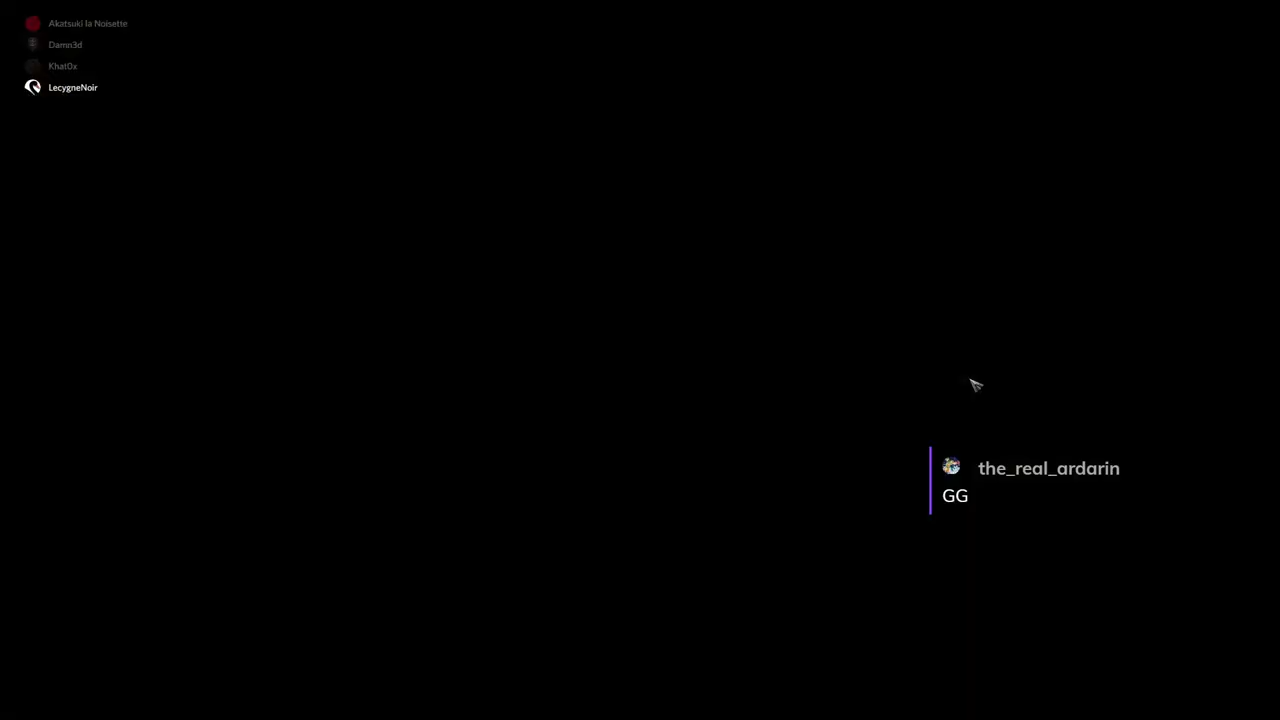 Akatsuki la Noisette
Damn3d
Khat0x
LecygneNoir
the_real_ardarin
GG